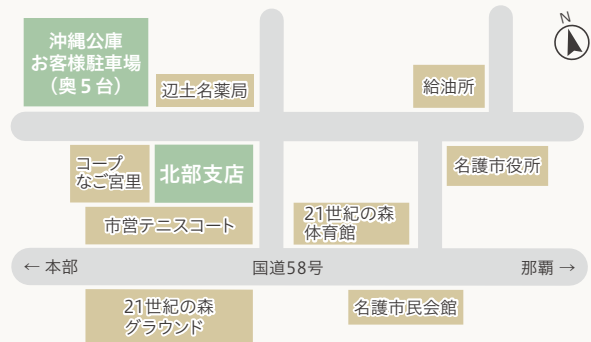 沖縄公庫
お客様駐車場
（奥５台）
N
辺土名薬局
給油所
コープ
なご宮里
北部支店
名護市役所
市営テニスコート
21世紀の森
体育館
← 本部
国道58号
那覇 →
21世紀の森
グラウンド
名護市民会館